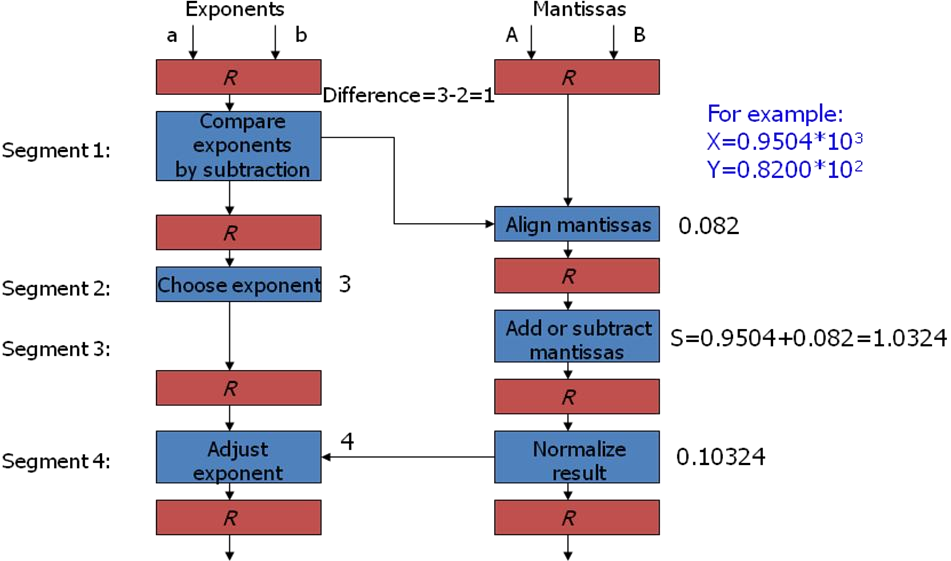 Exponents
Mantissas
a
b
A
B
R
R
Difference=3-2=1
For example:
X=0.9504*10³
Y=0.8200*10²
Segment 1:
Compare
exponents
by subtraction
R
Align mantissas
0.082
R
Segment 2:
Choose exponent
3
Segment 3:
Add or subtract
mantissas
S=0.9504+0.082=1.0324
R
R
Segment 4:
Adjust
exponent
4
Normalize
result
0.10324
R
R